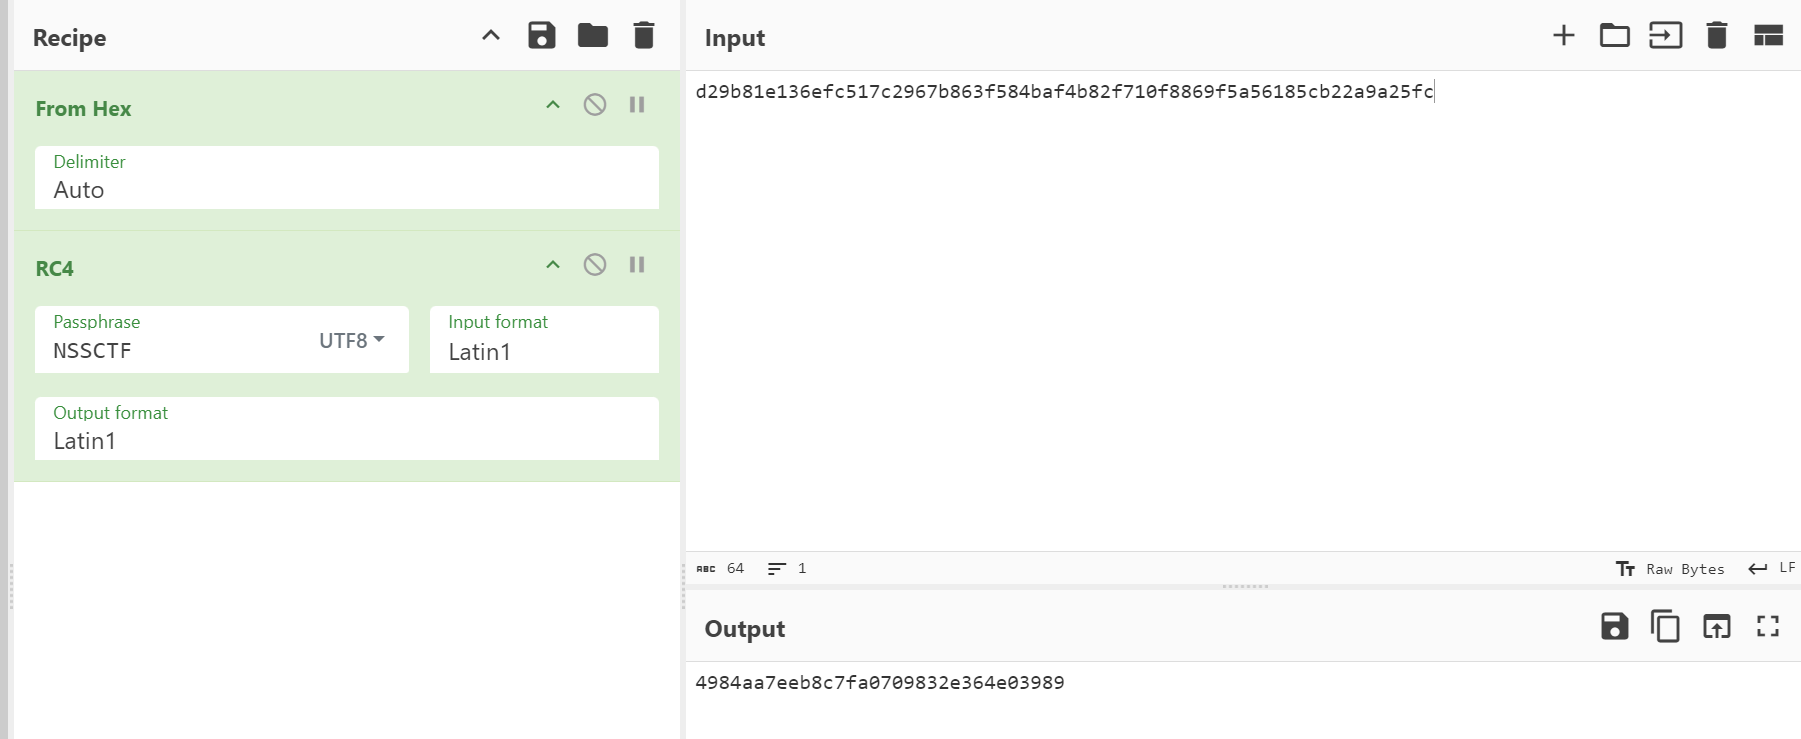 Recipe
From Hex
Delimiter
Auto
RC4
Passphrase
NSSCTF
UTF8
Input format
Latin1
Output format
Latin1
Input
d29b81e136efc517c2967b863f584baf4b82f710f8869f5a56185cb22a9a25fc
ABC 64 1
Raw Bytes LF
Output
4984aa7eeb8c7fa0709832e364e03989